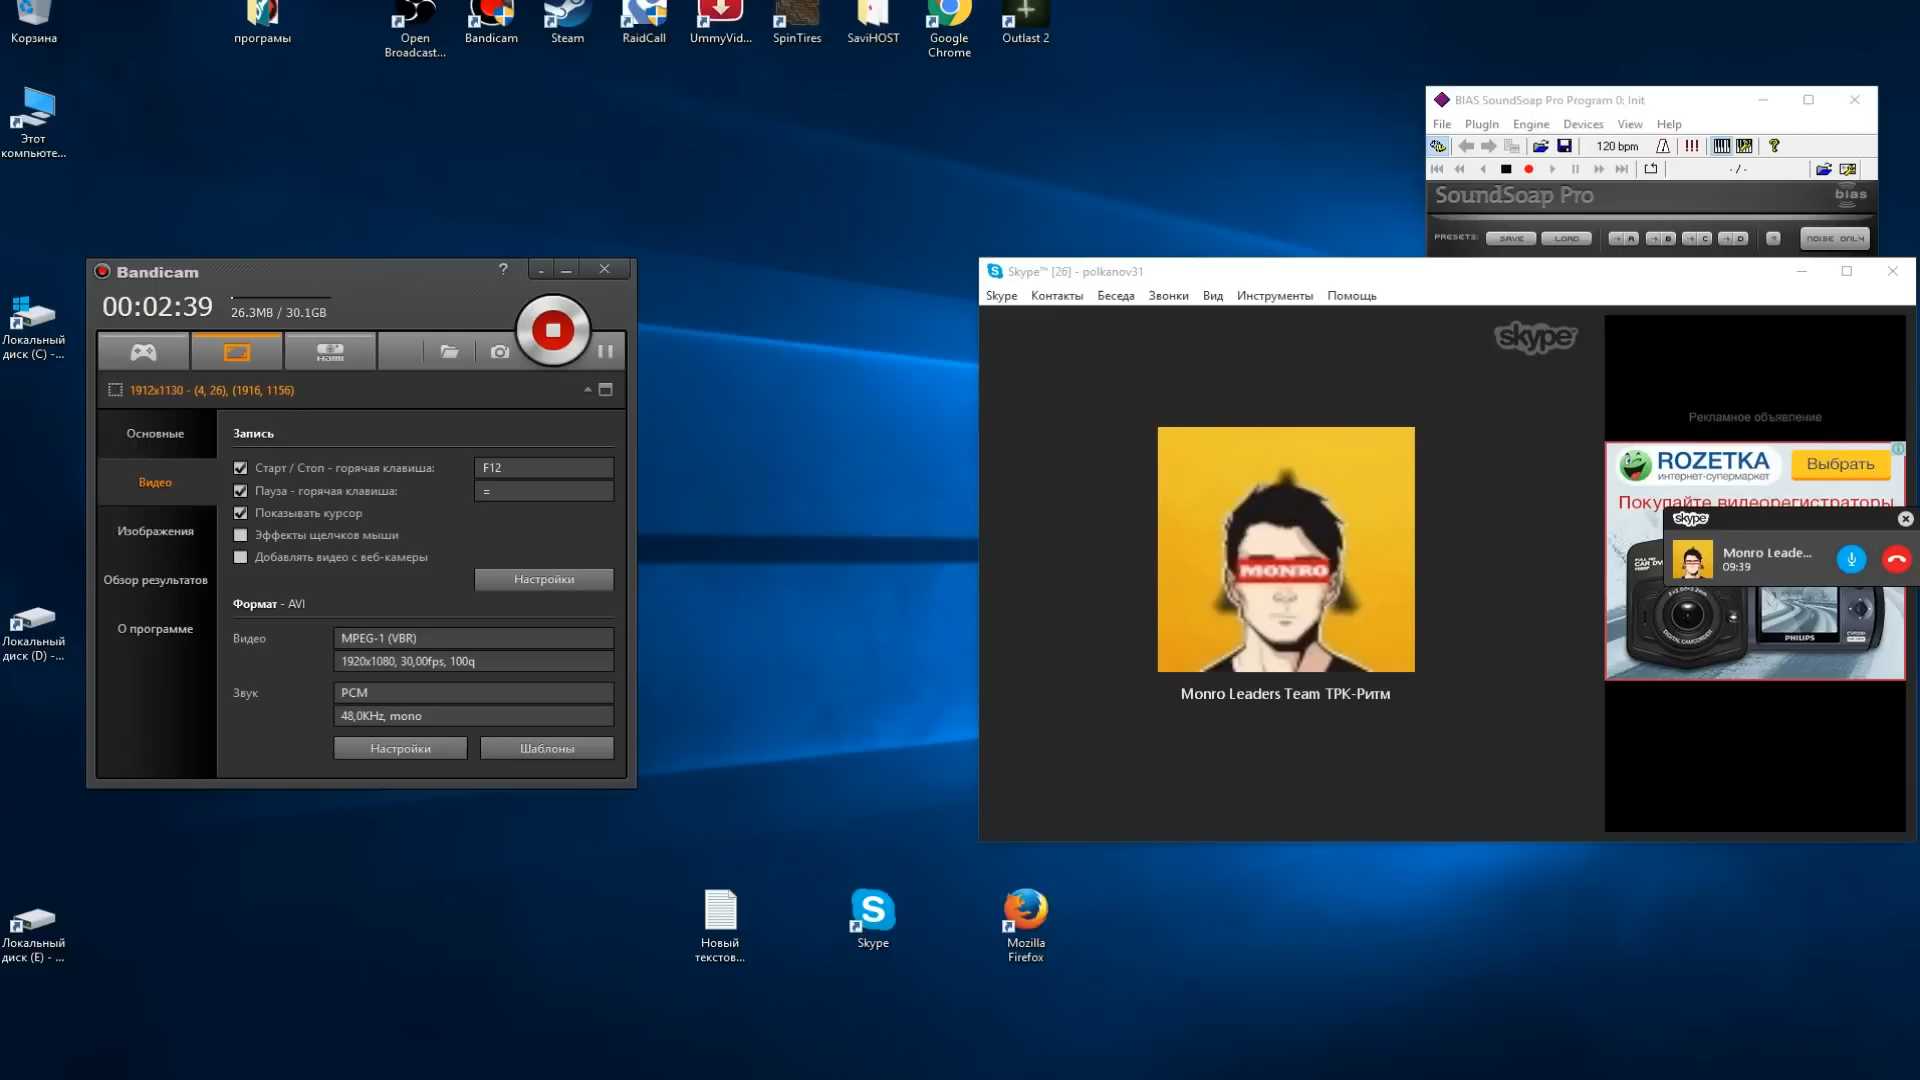 Корзина
програмы
Open
Broadcast...
Bandicam
Steam
RaidCall
UmmyVid...
SpinTires
SaviHOST
Google
Chrome
Outlast 2
Этот
компьюте...
Локальный
диск (C) -...
Локальный
диск (D) -...
Локальный
диск (E) - ...
BIAS SoundSoap Pro Program 0: Init
File PlugIn Engine Devices View Help
120 bpm
- / -
SoundSoap Pro
bias
PRESETS: SAVE LOAD A B C D ? NOISE ONLY
Bandicam
?
00:02:39
26.3MB / 30.1GB
HDMI
1912x1130 - (4, 26), (1916, 1156)
Основные
Видео
Изображения
Обзор результатов
О программе
Запись
Старт / Стоп - горячая клавиша: F12
Пауза - горячая клавиша: =
Показывать курсор
Эффекты щелчков мыши
Добавлять видео с веб-камеры
Настройки
Формат - AVI
Видео
MPEG-1 (VBR)
1920x1080, 30,00fps, 100q
Звук
PCM
48,0KHz, mono
Настройки
Шаблоны
Skype™ [26] - polkanov31
Skype Контакты Беседа Звонки Вид Инструменты Помощь
skype
MONRO
Monro Leaders Team ТРК-Ритм
Рекламное объявление
ROZETKA
интернет-супермаркет
Выбрать
Покупайте видеорегистраторы
skype
Monro Leade...
09:39
CAR DV
PHILIPS
Новый
текстов...
Skype
Mozilla
Firefox